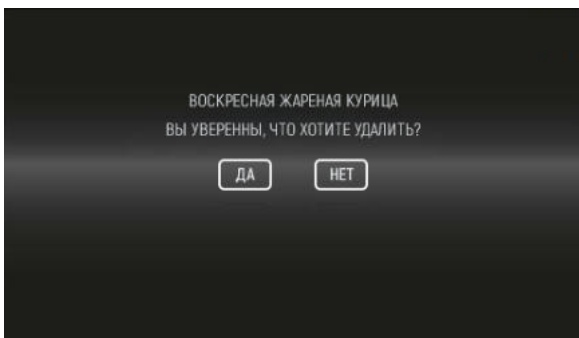 ВОСКРЕСНАЯ ЖАРЕНАЯ КУРИЦА
ВЫ УВЕРЕННЫ, ЧТО ХОТИТЕ УДАЛИТЬ?
ДА НЕТ